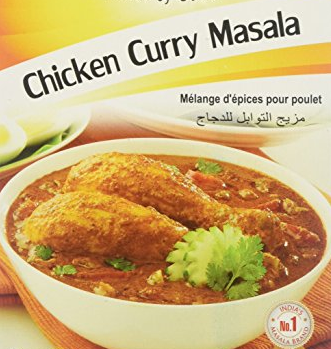 Chicken Curry Masala
Mélange d'épices pour poulet
مزيج التوابل للدجاج
INDIA'S
No.1
MASALA BRAND